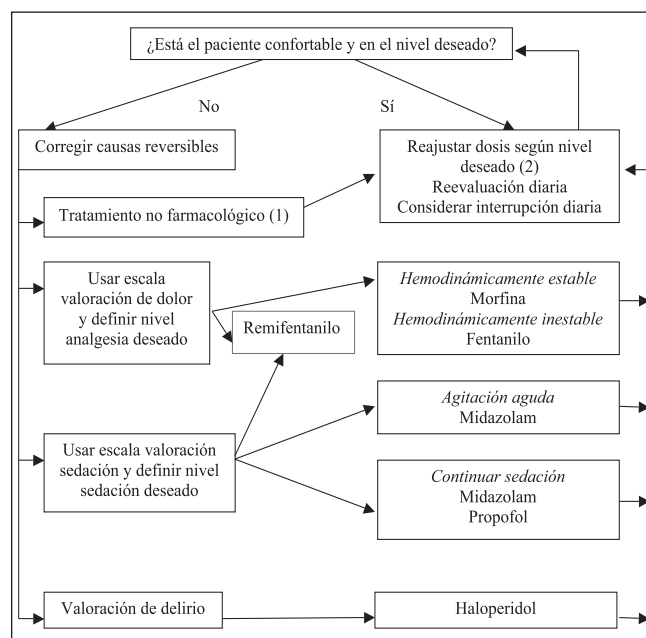 ¿Está el paciente confortable y en el nivel deseado?
No
Sí
Corregir causas reversibles
Reajustar dosis según nivel
deseado (2)
Reevaluación diaria
Considerar interrupción diaria
Tratamiento no farmacológico (1)
Usar escala
valoración de dolor
y definir nivel
analgesia deseado
Remifentanilo
Hemodinámicamente estable
Morfina
Hemodinámicamente inestable
Fentanilo
Agitación aguda
Midazolam
Usar escala valoración
sedación y definir nivel
sedación deseado
Continuar sedación
Midazolam
Propofol
Valoración de delirio
Haloperidol